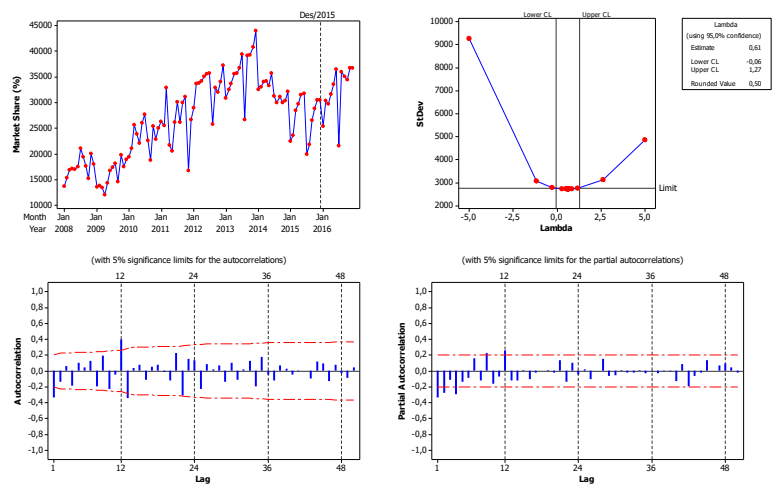 Des/2015
Market Share (%)
45000
40000
35000
30000
25000
20000
15000
10000
Month Jan Jan Jan Jan Jan Jan Jan Jan Jan
Year 2008 2009 2010 2011 2012 2013 2014 2015 2016
Lower CL Upper CL
StDev
10000
9000
8000
7000
6000
5000
4000
3000
2000
Limit
-5,0 -2,5 0,0 2,5 5,0
Lambda
Lambda
(using 95,0% confidence)
Estimate 0,61
Lower CL -0,06
Upper CL 1,27
Rounded Value 0,50
(with 5% significance limits for the autocorrelations)
12 24 36 48
Autocorrelation
1,0
0,8
0,6
0,4
0,2
0,0
-0,2
-0,4
-0,6
-0,8
-1,0
1 12 24 36 48
Lag
(with 5% significance limits for the partial autocorrelations)
12 24 36 48
Partial Autocorrelation
1,0
0,8
0,6
0,4
0,2
0,0
-0,2
-0,4
-0,6
-0,8
-1,0
1 12 24 36 48
Lag